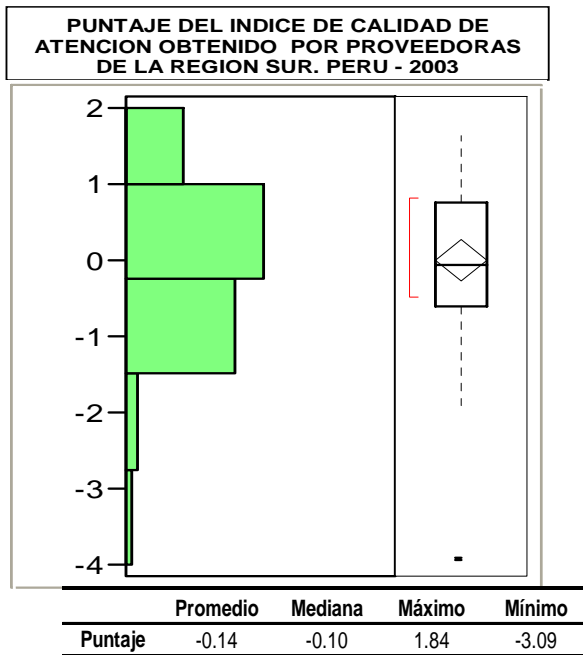 PUNTAJE DEL INDICE DE CALIDAD DE
ATENCION OBTENIDO POR PROVEEDORAS
DE LA REGION SUR. PERU - 2003
2
1
0
-1
-2
-3
-4
Promedio Mediana Máximo Mínimo
Puntaje -0.14 -0.10 1.84 -3.09